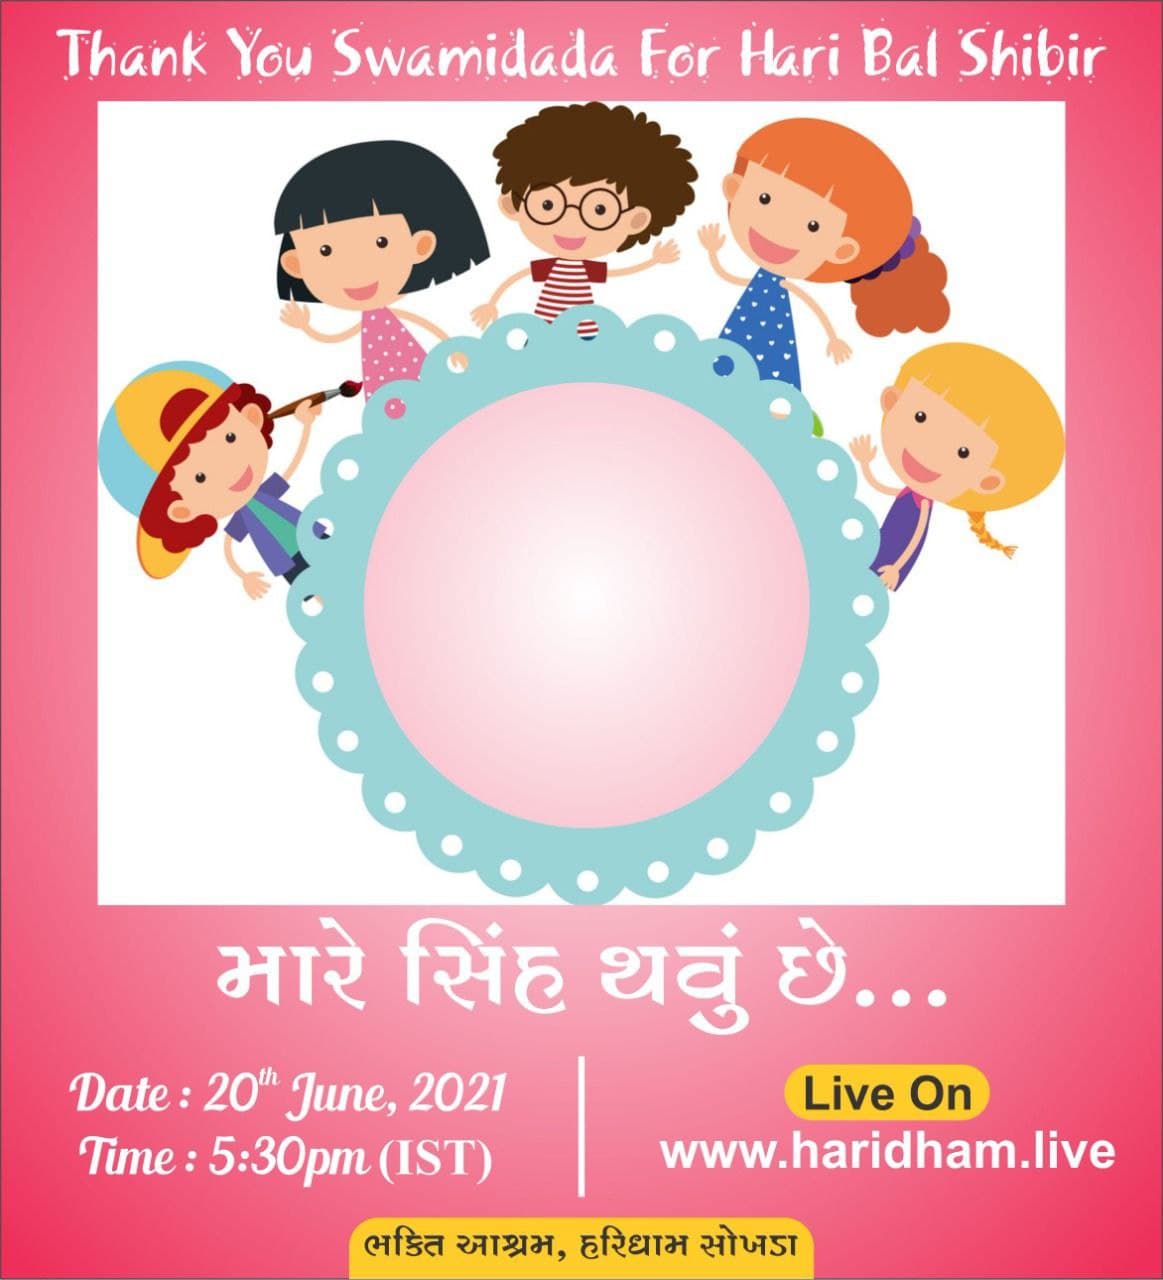 Thank You Swamidada For Hari Bal Shibir
મારે સિંહ થવું છે...
Date : 20th June, 2021
Time : 5:30pm (IST)
Live On
www.haridham.live
ભક્તિ આશ્રમ, હરિધામ સોખડા